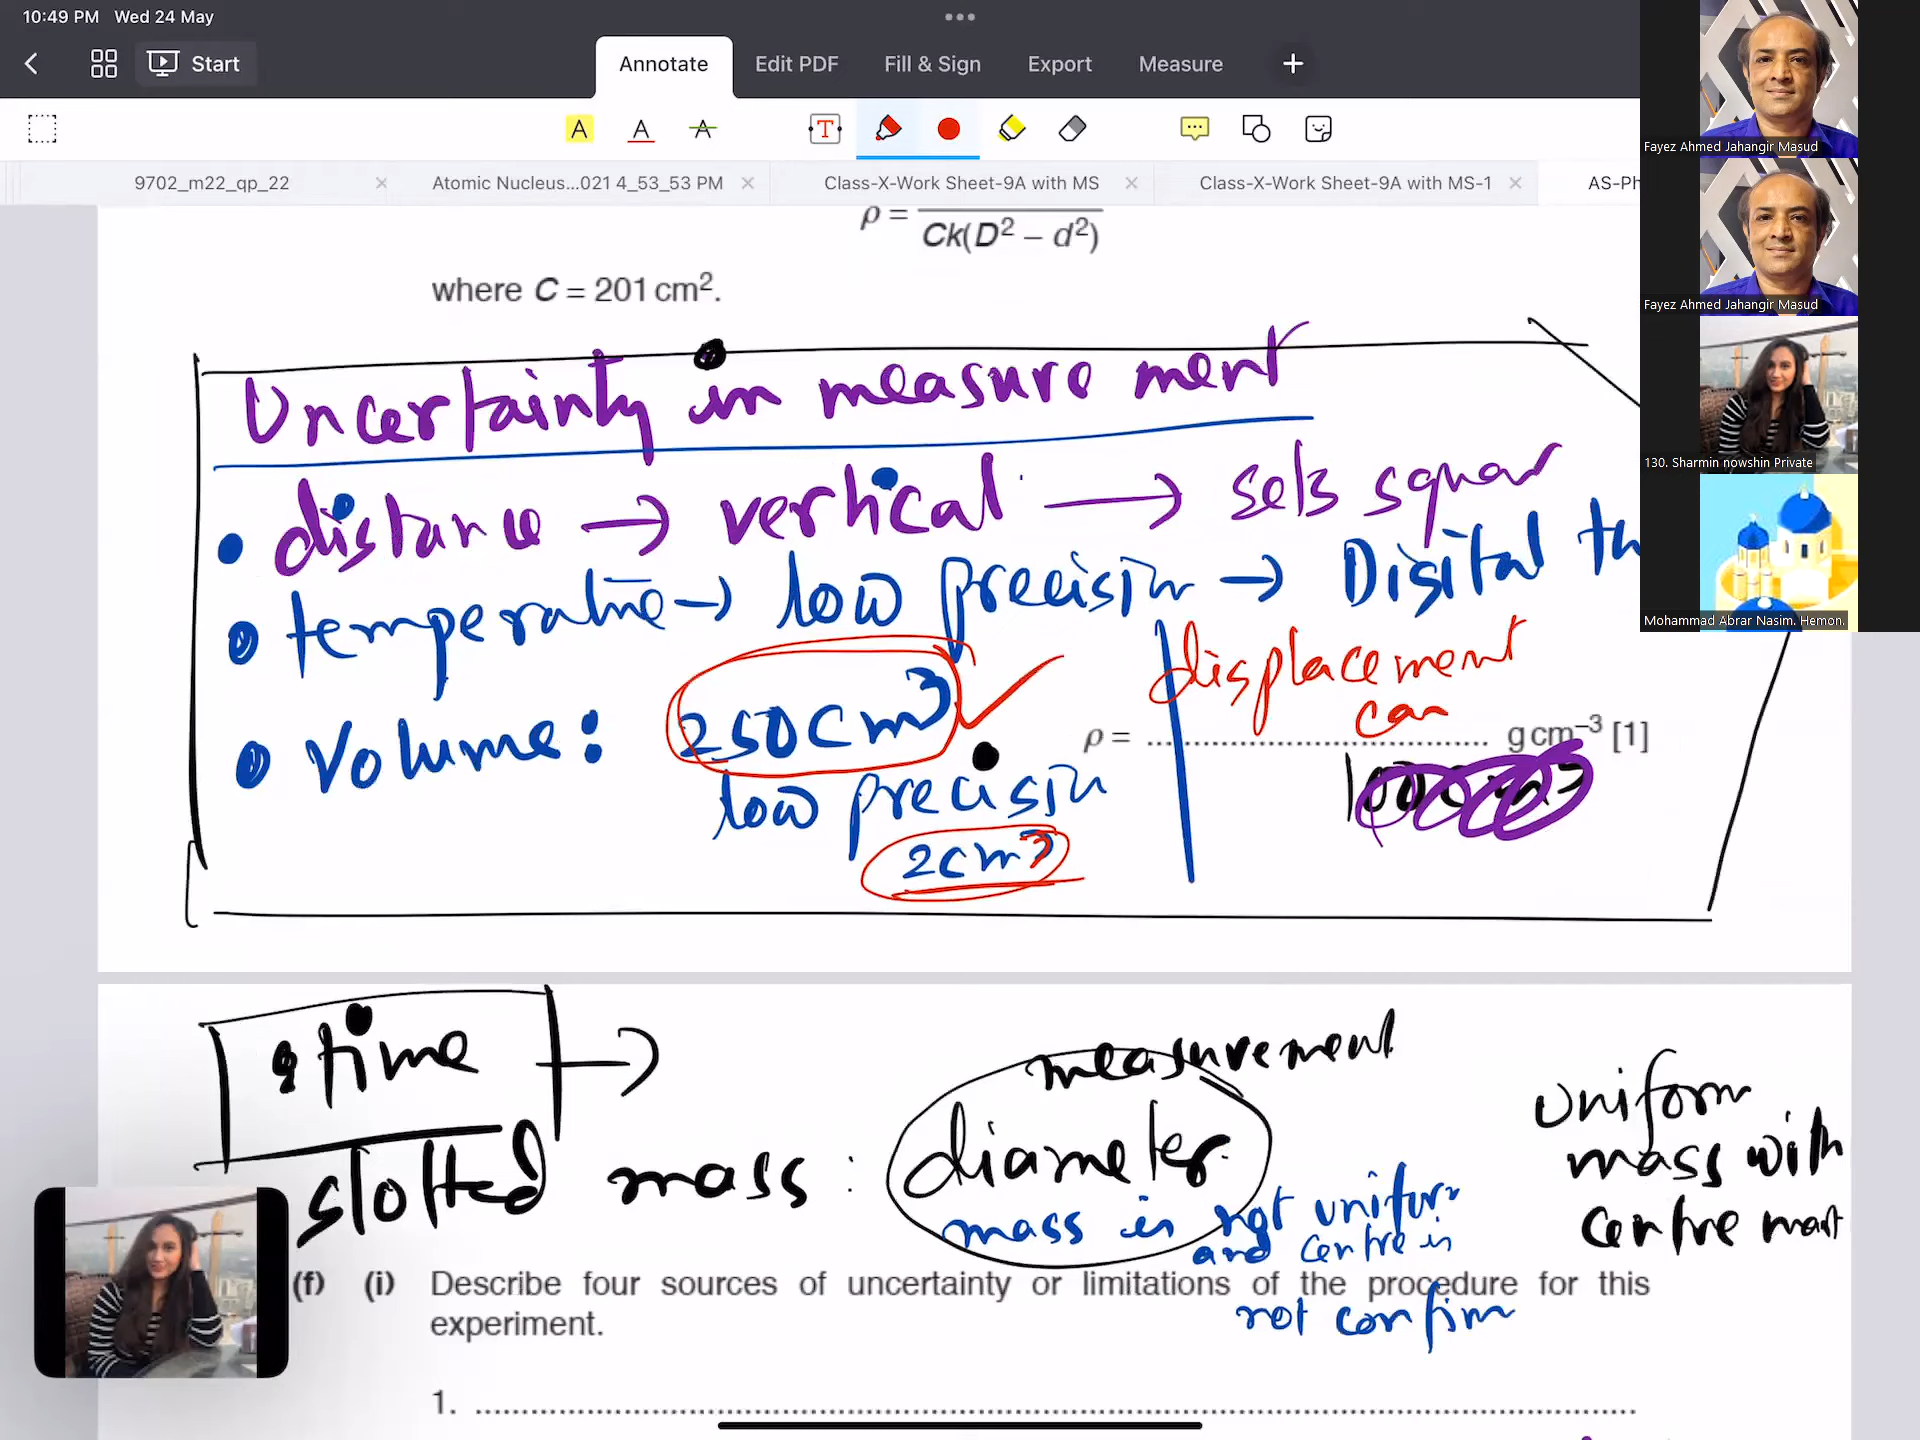 10:49 PM Wed 24 May
Start
Annotate Edit PDF Fill & Sign Export Measure
9702_m22_qp_22 Atomic Nucleus...021 4_53_53 PM Class-X-Work Sheet-9A with MS Class-X-Work Sheet-9A with MS-1 AS-Ph
Fayez Ahmed Jahangir Masud
Fayez Ahmed Jahangir Masud
130. Sharmin nowshin Private
Mohammad Abrar Nasim. Hemon.
ρ =
Ck(D² – d²)
where C = 201 cm².
Uncertainty in measurement
distance → vertical → sets squar
temperature → low precision → Digital th
Volume: 250 cm³
displacement can
ρ = ........ g cm⁻³ [1]
low precision
2cm³
time →
measurement
slotted mass : diameter
mass is not uniform
and centre is
not confirm
uniform
mass with
centre mark
(f) (i) Describe four sources of uncertainty or limitations of the procedure for this
experiment.
1. ........